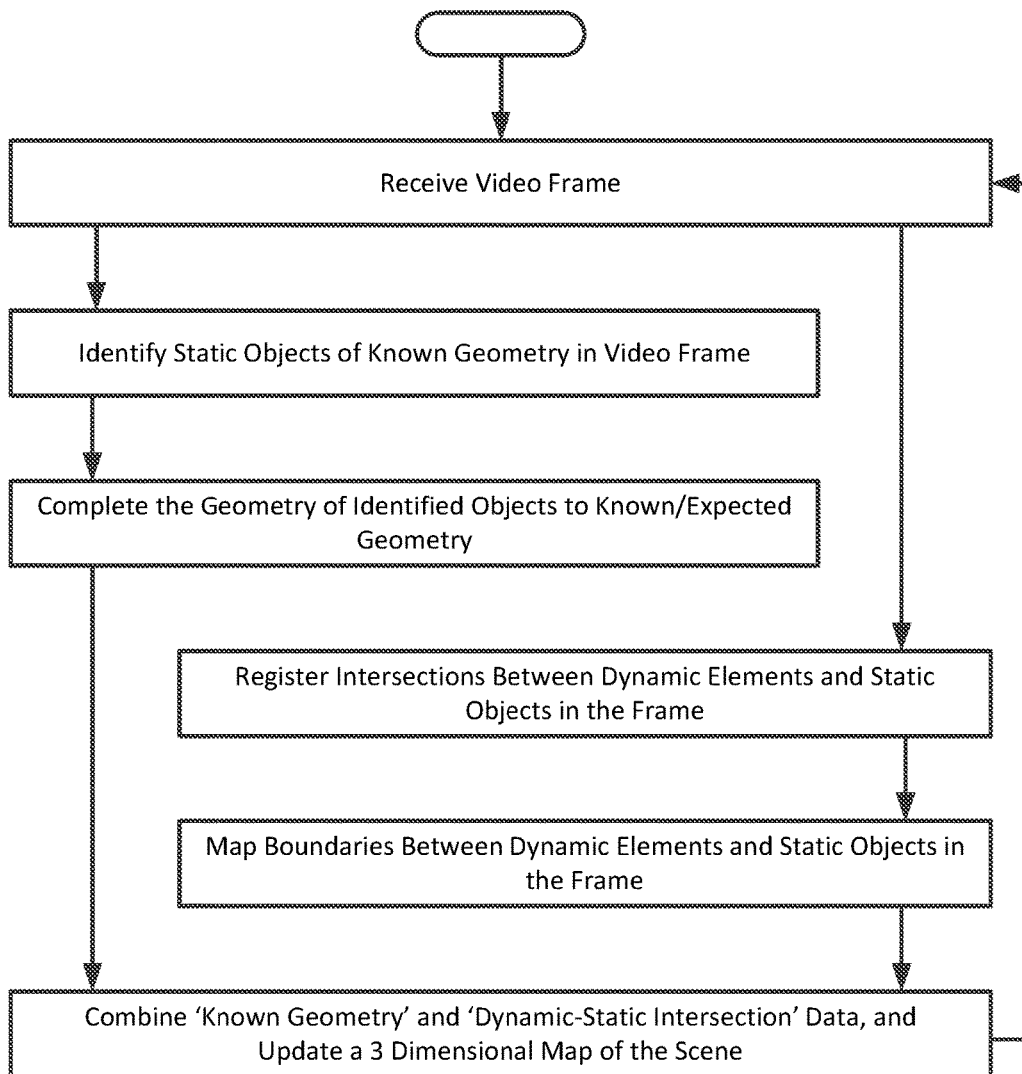 Receive Video Frame
Identify Static Objects of Known Geometry in Video Frame
Complete the Geometry of Identified Objects to Known/Expected
Geometry
Register Intersections Between Dynamic Elements and Static
Objects in the Frame
Map Boundaries Between Dynamic Elements and Static Objects in
the Frame
Combine ‘Known Geometry’ and ‘Dynamic-Static Intersection’ Data, and
Update a 3 Dimensional Map of the Scene